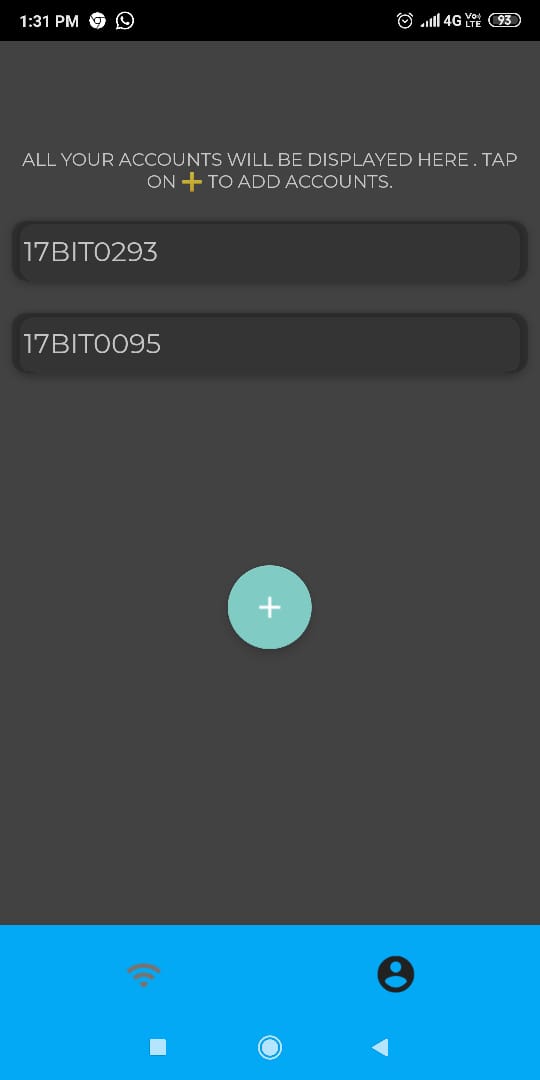 1:31 PM 4G Vo) LTE 93
ALL YOUR ACCOUNTS WILL BE DISPLAYED HERE . TAP
ON ➕ TO ADD ACCOUNTS.
17BIT0293
17BIT0095